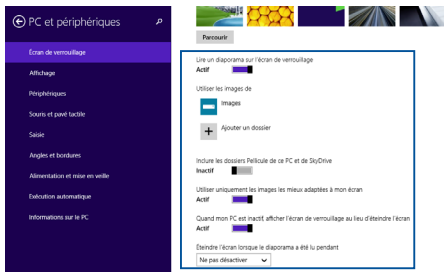 PC et périphériques
Écran de verrouillage
Affichage
Périphériques
Souris et pavé tactile
Saisie
Angles et bordures
Alimentation et mise en veille
Exécution automatique
Informations sur le PC
Parcourir
Lire un diaporama sur l'écran de verrouillage
Actif
Utiliser les images de
Images
Ajouter un dossier
Inclure les dossiers Pellicule de ce PC et de SkyDrive
Inactif
Utiliser uniquement les images les mieux adaptées à mon écran
Actif
Quand mon PC est inactif, afficher l'écran de verrouillage au lieu d'éteindre l'écran
Actif
Éteindre l'écran lorsque le diaporama a été lu pendant
Ne pas désactiver